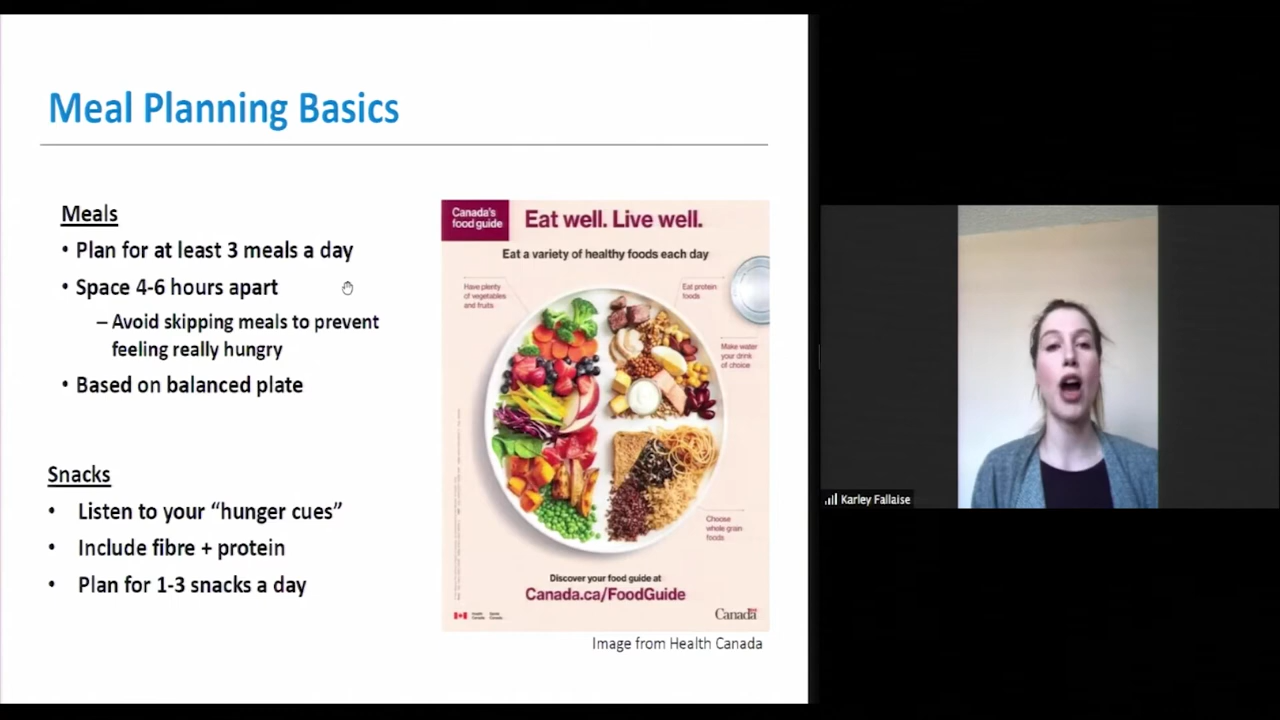 Meal Planning Basics
Meals
• Plan for at least 3 meals a day
• Space 4-6 hours apart
– Avoid skipping meals to prevent
feeling really hungry
• Based on balanced plate
Snacks
• Listen to your “hunger cues”
• Include fibre + protein
• Plan for 1-3 snacks a day
Canada's
food guide
Eat well. Live well.
Eat a variety of healthy foods each day
Have plenty
of vegetables
and fruits
Eat protein
foods
Make water
your drink
of choice
Choose
whole grain
foods
Discover your food guide at
Canada.ca/FoodGuide
Health
Canada
Santé
Canada
Canada
Image from Health Canada
Karley Fallaise